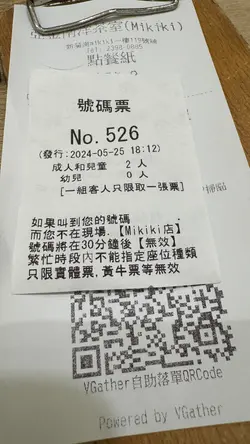 南洋茶室(Mikiki)
點餐紙
號碼票
No. 526
(發行:2024-05-25 18:12)
成人和兒童 2 人
幼兒 0 人
[一組客人只限取一張票]
如果叫到您的號碼
而您不在現場,【Mikiki店】
號碼將在30分鐘後【無效】
繁忙時段內不能指定座位種類
只限實體票, 黃牛票等無效
VGather自助落單QRCode
Powered by VGather